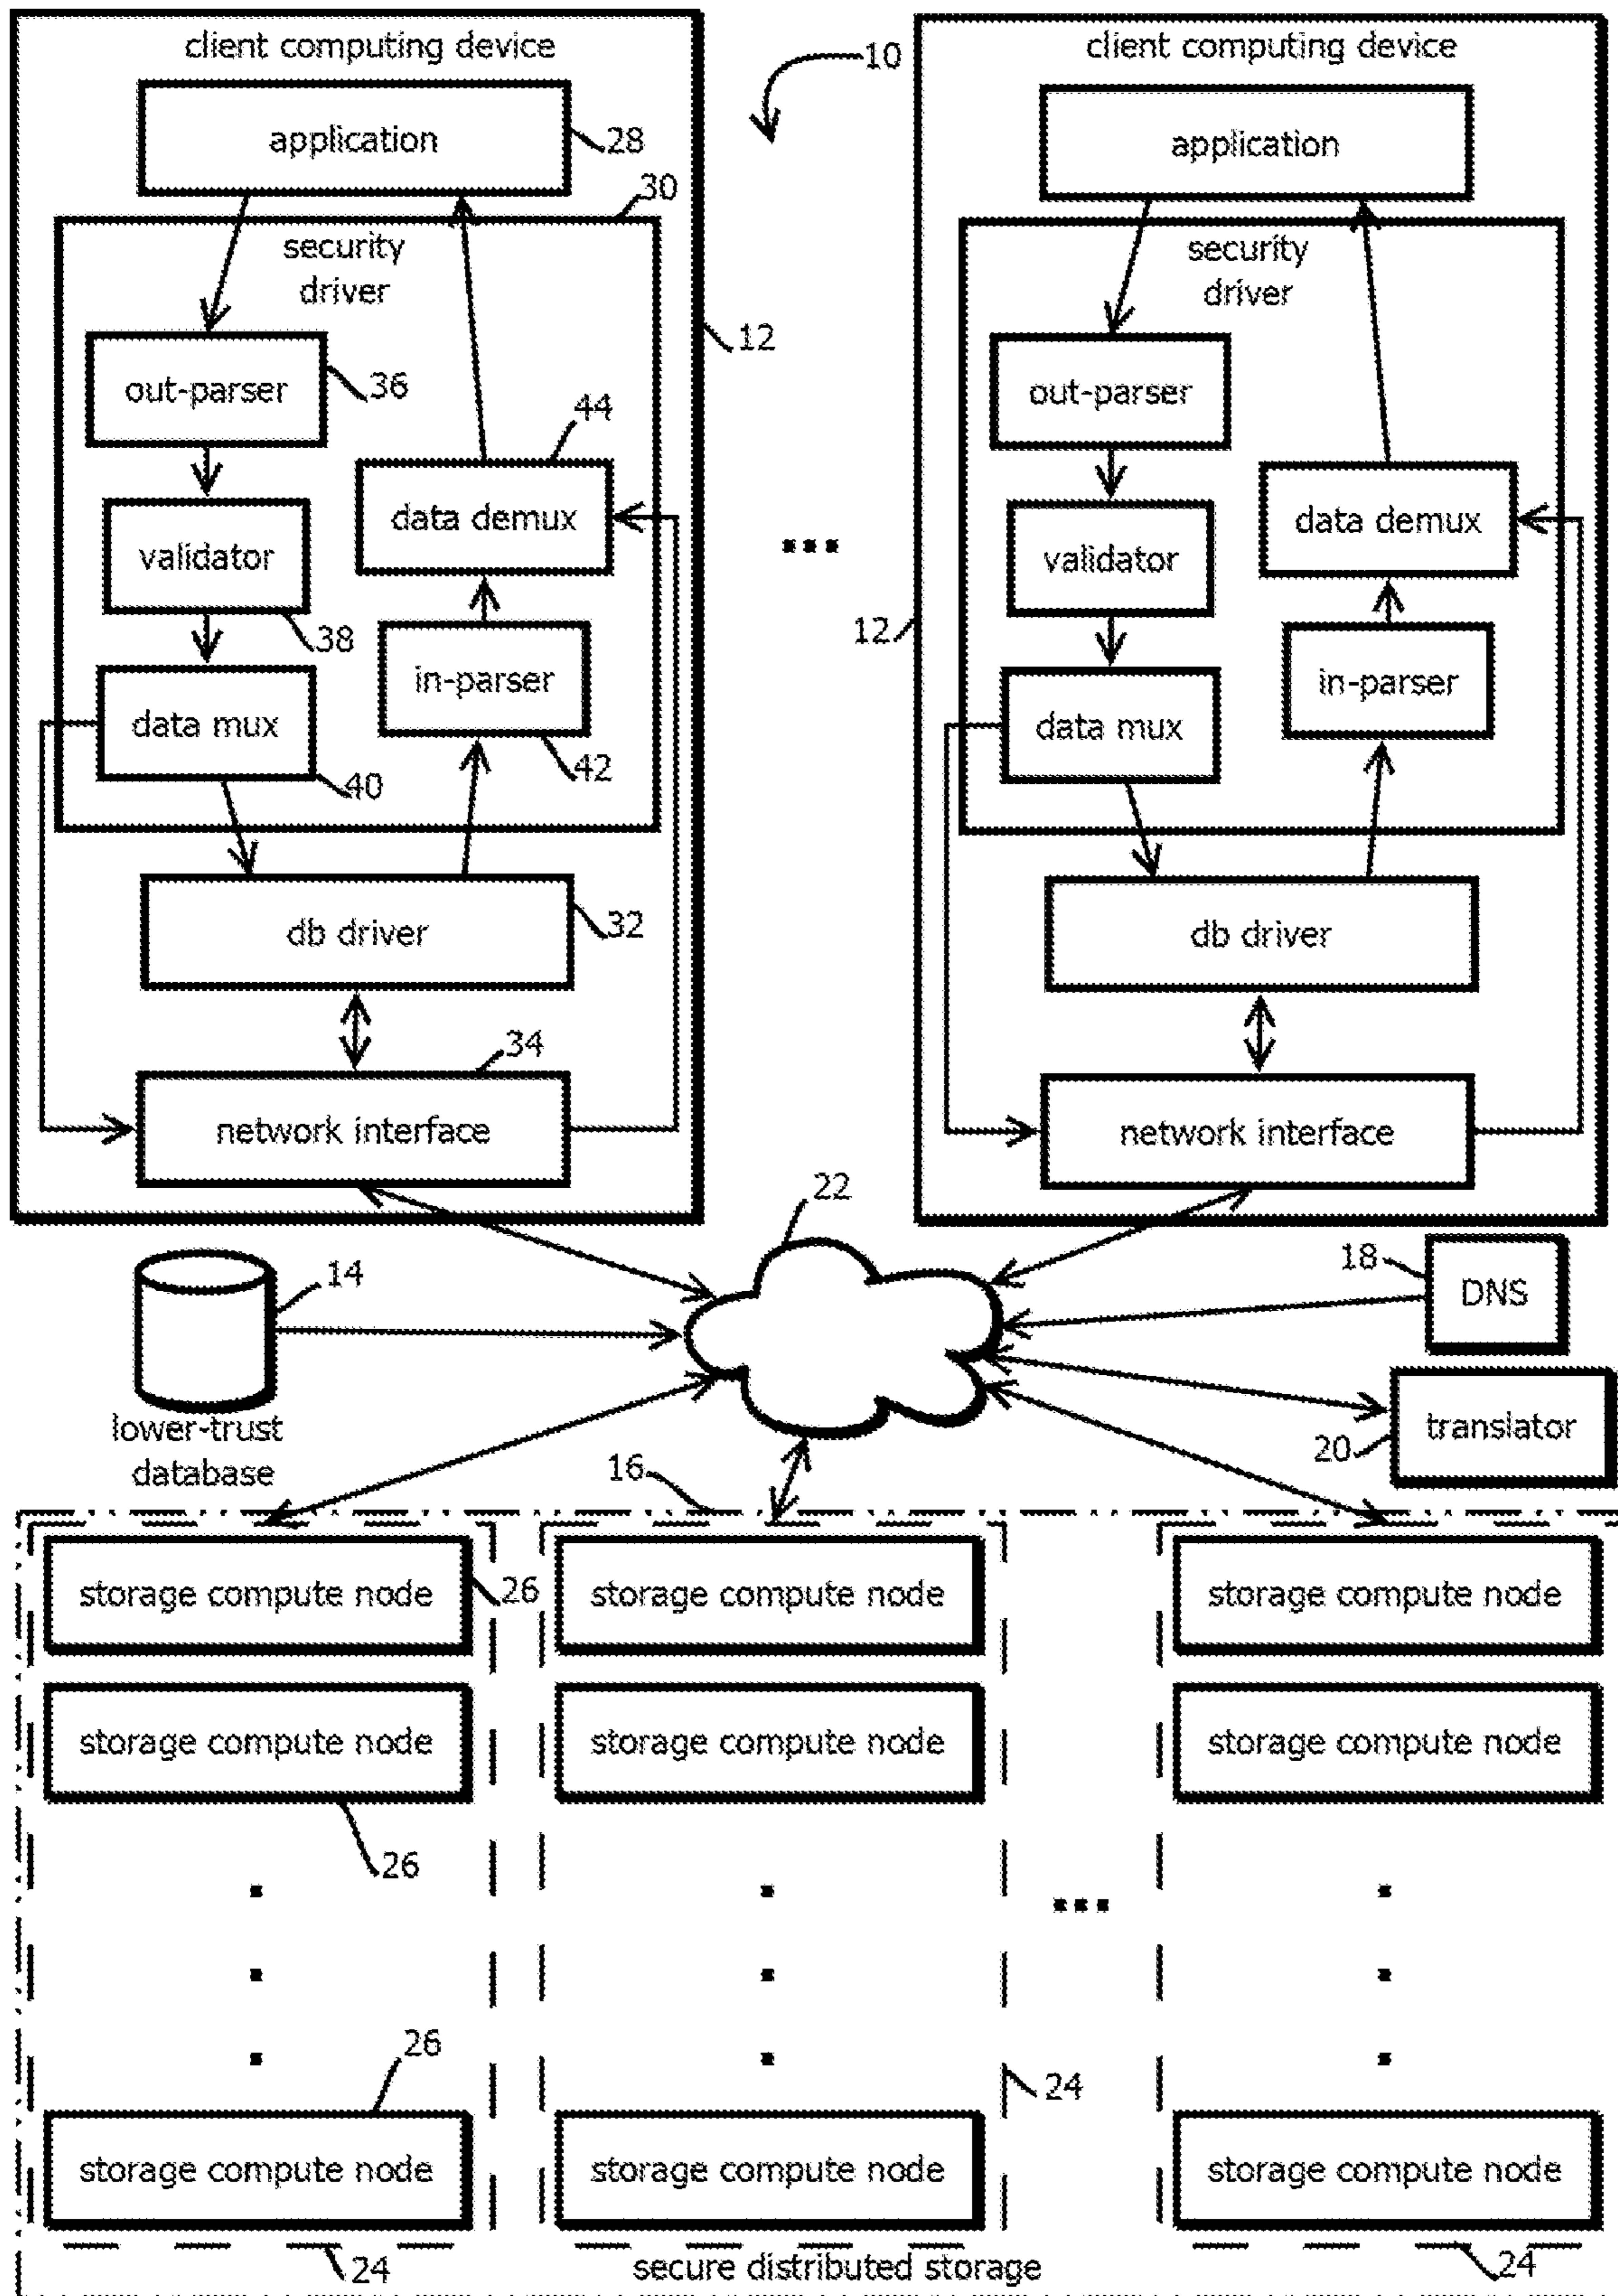 client computing device
client computing device
10
application
28
application
30
security
driver
security
driver
12
out-parser
36
out-parser
44
data demux
data demux
validator
validator
...
38
12
in-parser
in-parser
data mux
data mux
42
40
db driver
32
db driver
34
network interface
network interface
22
14
18
DNS
lower-trust
database
translator
20
16
storage compute node
26
storage compute node
storage compute node
storage compute node
storage compute node
storage compute node
26
...
26
24
storage compute node
storage compute node
storage compute node
24
secure distributed storage
24